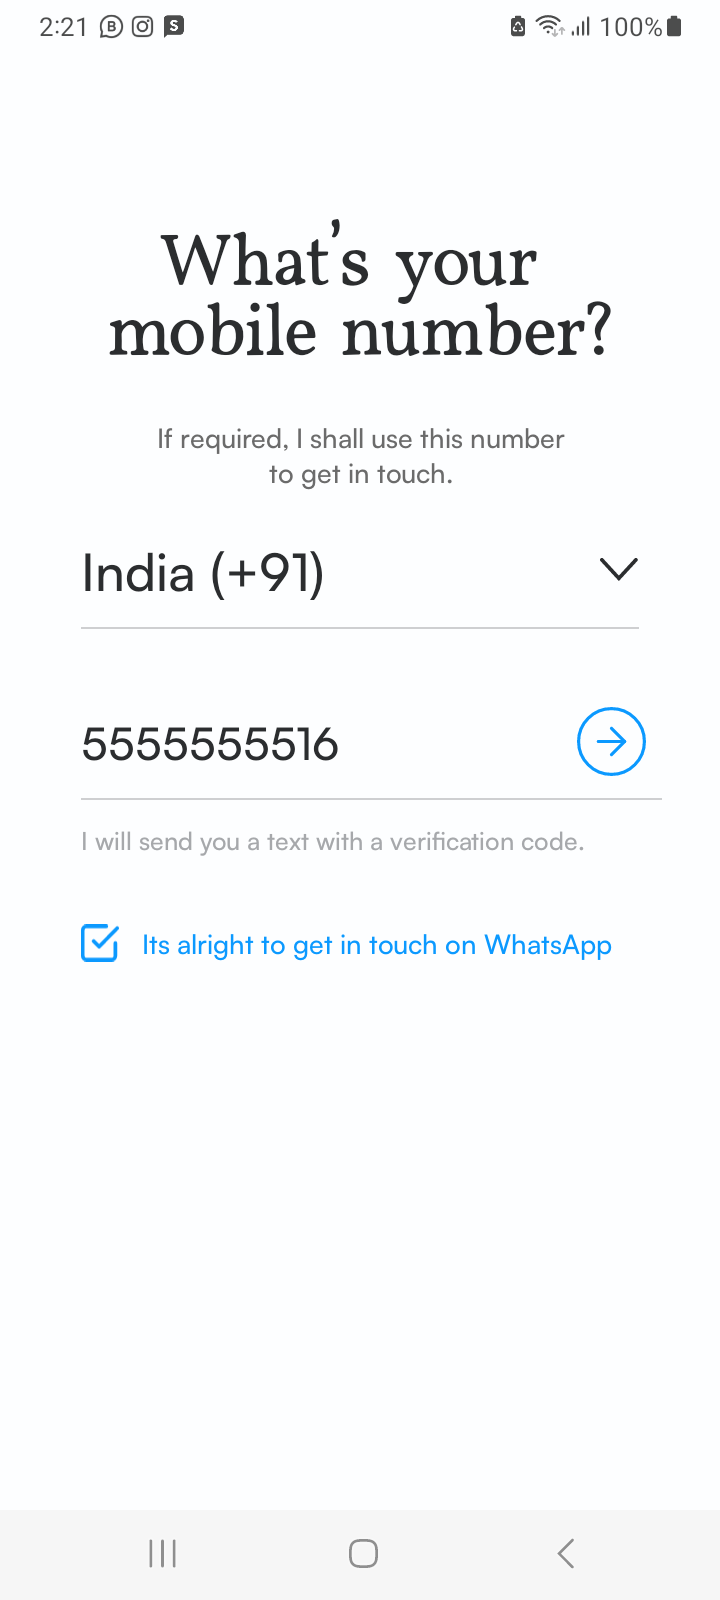 2:21 100%
What's your
mobile number?
If required, I shall use this number
to get in touch.
India (+91)
5555555516
I will send you a text with a verification code.
Its alright to get in touch on WhatsApp